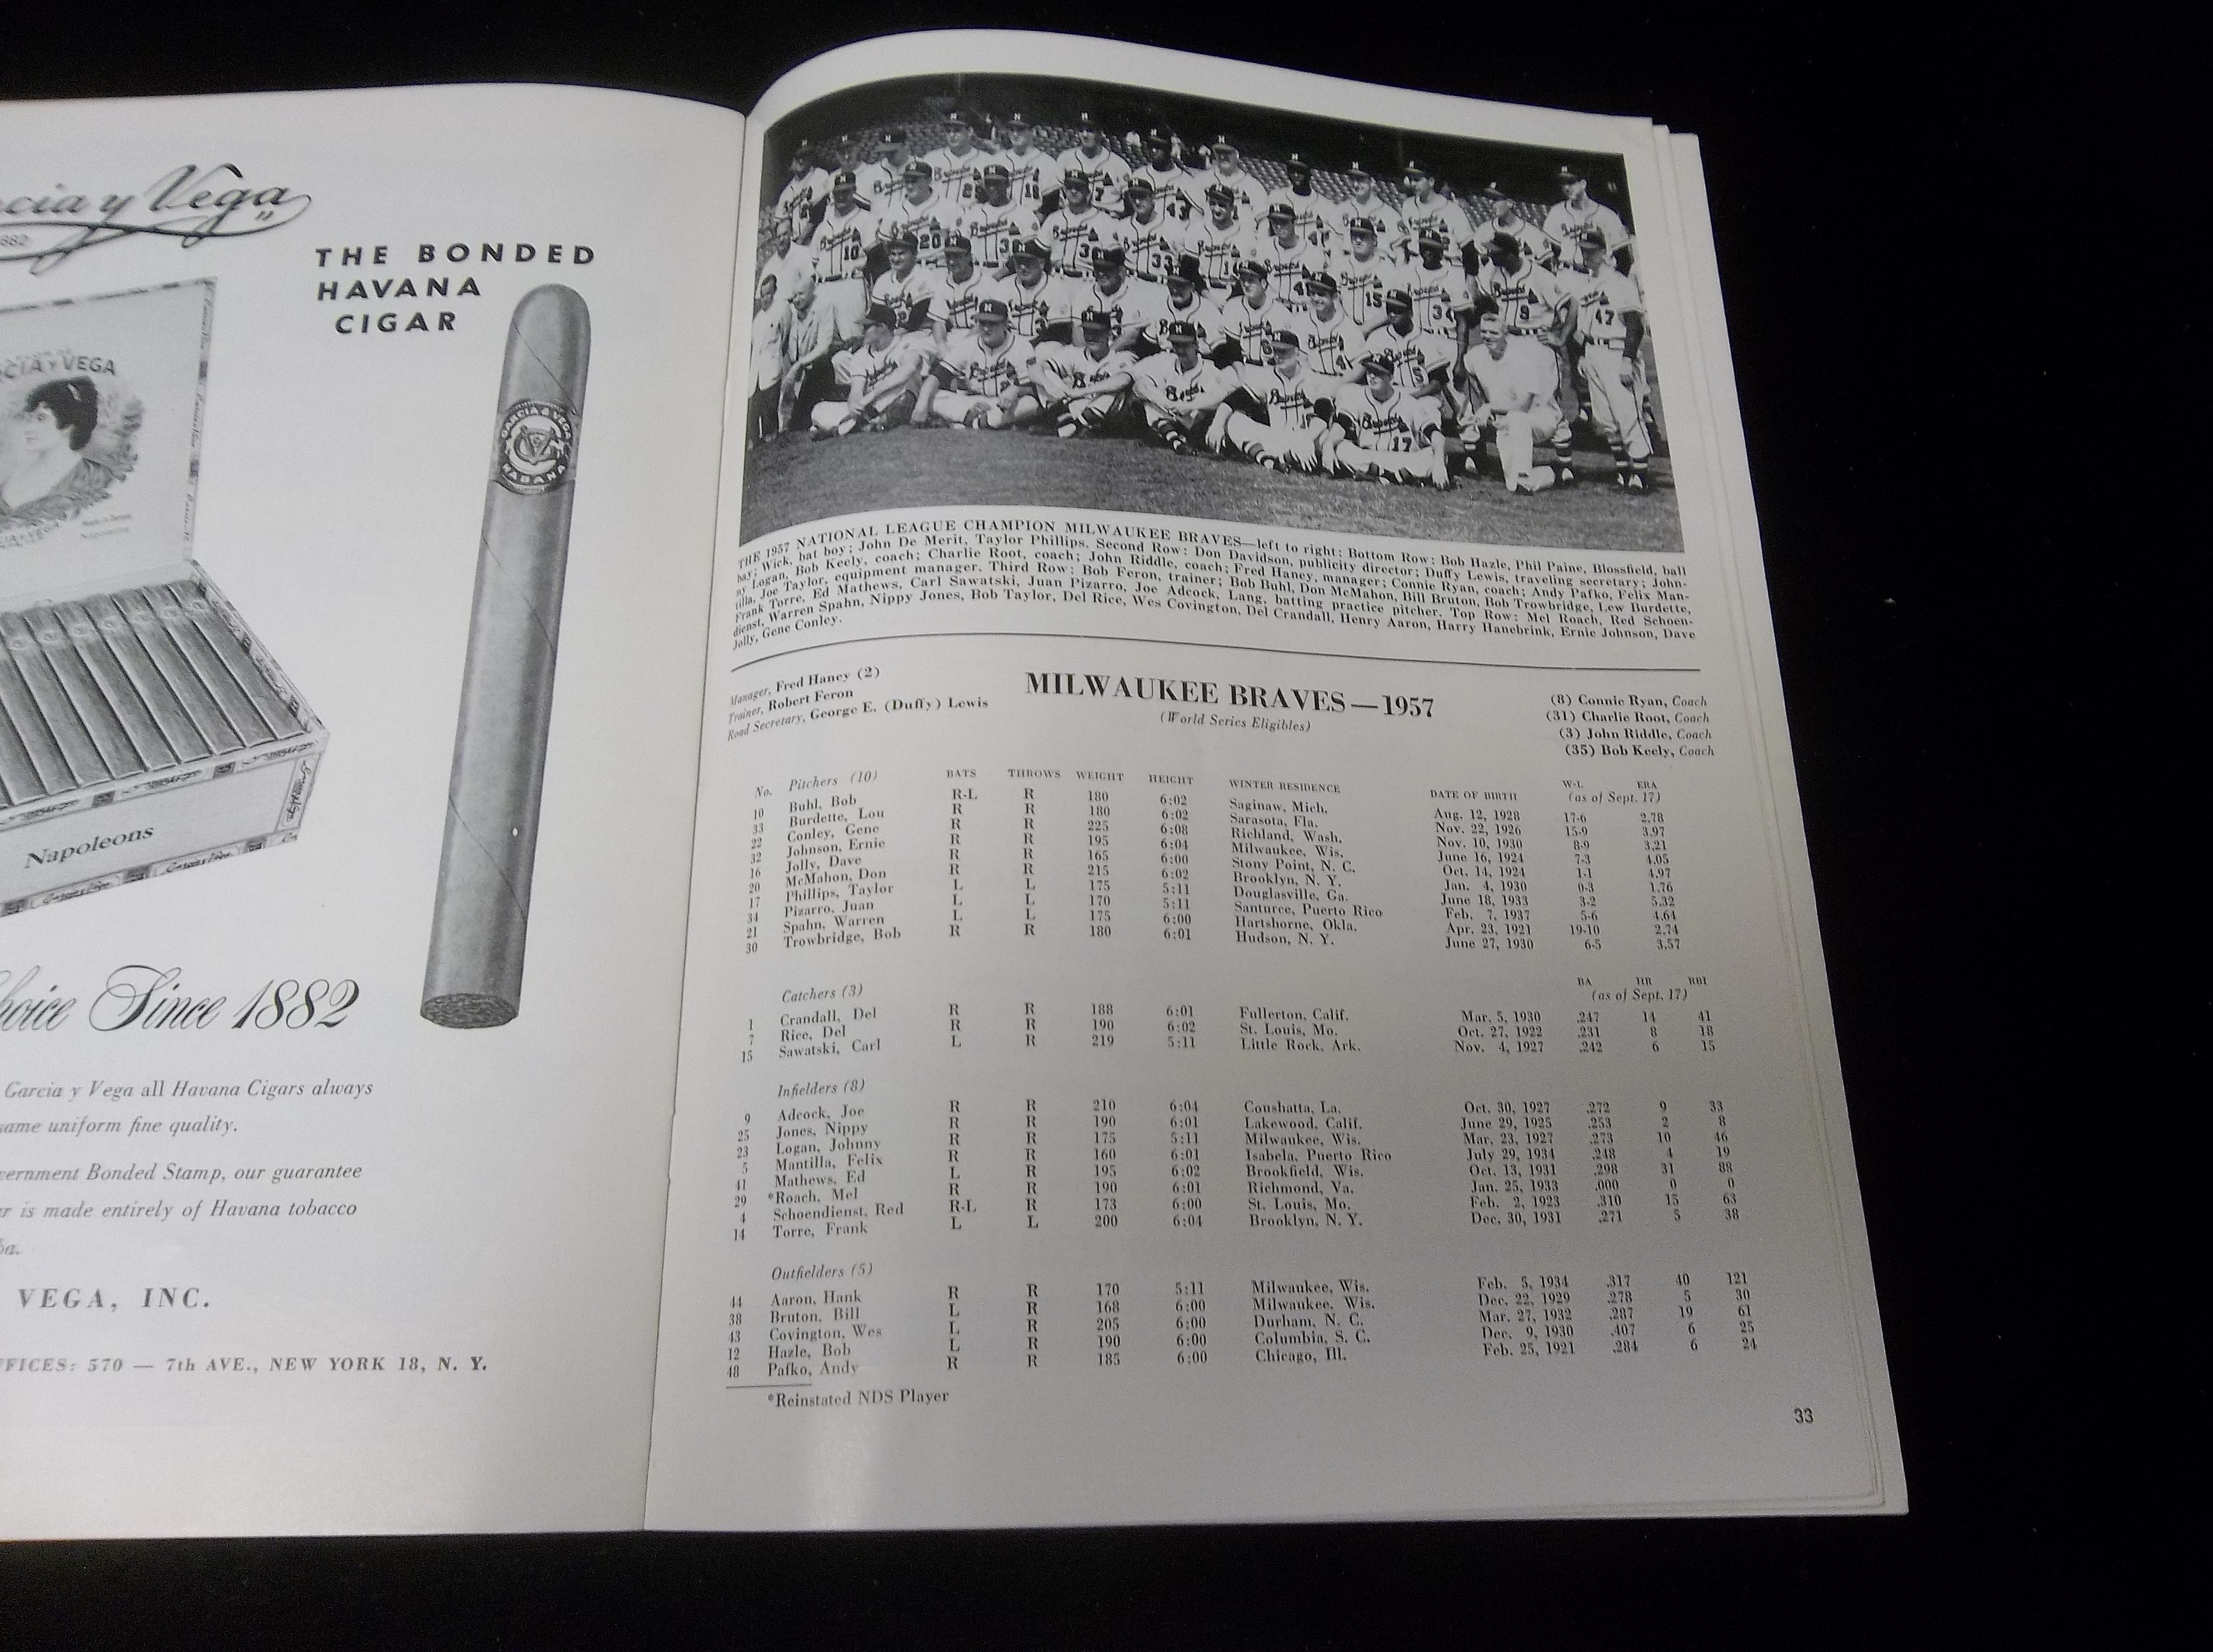 cia y Vega"
882
THE BONDED
HAVANA
CIGAR
CIA Y VEGA
GARCIA & VEGA
HABANA
Napoleons
hoice Since 1882
Garcia y Vega all Havana Cigars always
same uniform fine quality.
vernment Bonded Stamp, our guarantee
r is made entirely of Havana tobacco
ba.
VEGA, INC.
FFICES: 570 — 7th AVE., NEW YORK 18, N. Y.
THE 1957 NATIONAL LEAGUE CHAMPION MILWAUKEE BRAVES—left to right: Bottom Row: Bob Hazle, Phil Paine, Blossfield, ball
bay; Wick, bat boy; John De Merit, Taylor Phillips. Second Row: Don Davidson, publicity director; Duffy Lewis, traveling secretary; John-
ny Logan, Bob Keely, coach; Charlie Root, coach; John Riddle, coach; Fred Haney, manager; Connie Ryan, coach; Andy Pafko, Felix Man-
tilla, Joe Taylor, equipment manager. Third Row: Bob Feron, trainer; Bob Buhl, Don McMahon, Bill Bruton, Bob Trowbridge, Lew Burdette,
Frank Torre, Ed Mathews, Carl Sawatski, Juan Pizarro, Joe Adcock, Lang, batting practice pitcher. Top Row: Mel Roach, Red Schoen-
dienst, Warren Spahn, Nippy Jones, Bob Taylor, Del Rice, Wes Covington, Del Crandall, Henry Aaron, Harry Hanebrink, Ernie Johnson, Dave
Jolly, Gene Conley.
Manager, Fred Haney (2)
Trainer, Robert Feron
Road Secretary, George E. (Duffy) Lewis
MILWAUKEE BRAVES—1957
(World Series Eligibles)
(8) Connie Ryan, Coach
(31) Charlie Root, Coach
(3) John Riddle, Coach
(35) Bob Keely, Coach
No. Pitchers (10) BATS THROWS WEIGHT HEIGHT WINTER RESIDENCE DATE OF BIRTH W-L ERA
(as of Sept. 17)
10 Buhl, Bob R-L R 180 6:02 Saginaw, Mich. Aug. 12, 1928 17-6 2.78
33 Burdette, Lou R R 180 6:02 Sarasota, Fla. Nov. 22, 1926 15-9 3.97
22 Conley, Gene R R 225 6:08 Richland, Wash. Nov. 10, 1930 8-9 3.21
32 Johnson, Ernie R R 195 6:04 Milwaukee, Wis. June 16, 1924 7-3 4.05
16 Jolly, Dave R R 165 6:00 Stony Point, N. C. Oct. 14, 1924 1-1 4.97
20 McMahon, Don R R 215 6:02 Brooklyn, N. Y. Jan. 4, 1930 0-3 1.76
17 Phillips, Taylor L L 175 5:11 Douglasville, Ga. June 18, 1933 3-2 5.32
34 Pizarro, Juan L L 170 5:11 Santurce, Puerto Rico Feb. 7, 1937 5-6 4.64
21 Spahn, Warren L L 175 6:00 Hartshorne, Okla. Apr. 23, 1921 19-10 2.74
30 Trowbridge, Bob R R 180 6:01 Hudson, N. Y. June 27, 1930 6-5 3.57
Catchers (3) BA HR RBI
(as of Sept. 17)
1 Crandall, Del R R 188 6:01 Fullerton, Calif. Mar. 5, 1930 .247 14 41
7 Rice, Del R R 190 6:02 St. Louis, Mo. Oct. 27, 1922 .231 8 18
15 Sawatski, Carl L R 219 5:11 Little Rock, Ark. Nov. 4, 1927 .242 6 15
Infielders (8)
9 Adcock, Joe R R 210 6:04 Coushatta, La. Oct. 30, 1927 .272 9 33
25 Jones, Nippy R R 190 6:01 Lakewood, Calif. June 29, 1925 .253 2 8
23 Logan, Johnny R R 175 5:11 Milwaukee, Wis. Mar. 23, 1927 .273 10 46
5 Mantilla, Felix R R 160 6:01 Isabela, Puerto Rico July 29, 1934 .248 4 19
41 Mathews, Ed L R 195 6:02 Brookfield, Wis. Oct. 13, 1931 .298 31 88
29 *Roach, Mel R R 190 6:01 Richmond, Va. Jan. 25, 1933 .000 0 0
4 Schoendienst, Red R-L R 173 6:00 St. Louis, Mo. Feb. 2, 1923 .310 15 63
14 Torre, Frank L L 200 6:04 Brooklyn, N. Y. Dec. 30, 1931 .271 5 38
Outfielders (5)
44 Aaron, Hank R R 170 5:11 Milwaukee, Wis. Feb. 5, 1934 .317 40 121
38 Bruton, Bill L R 168 6:00 Milwaukee, Wis. Dec. 22, 1929 .278 5 30
43 Covington, Wes L R 205 6:00 Durham, N. C. Mar. 27, 1932 .287 19 61
12 Hazle, Bob L R 190 6:00 Columbia, S. C. Dec. 9, 1930 .407 6 25
48 Pafko, Andy R R 185 6:00 Chicago, Ill. Feb. 25, 1921 .284 6 24
*Reinstated NDS Player
33